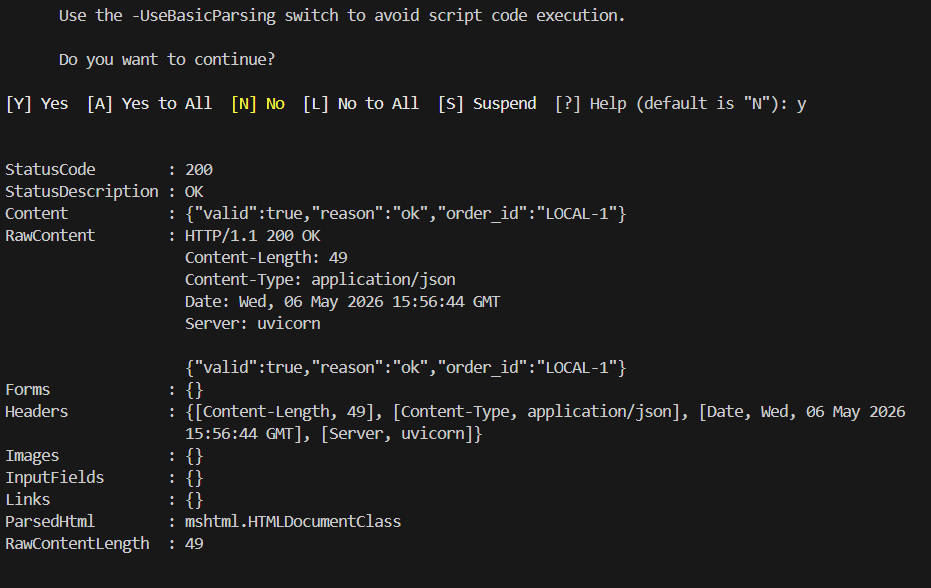 Use the -UseBasicParsing switch to avoid script code execution.
Do you want to continue?
[Y] Yes  [A] Yes to All  [N] No  [L] No to All  [S] Suspend  [?] Help (default is "N"): y
StatusCode        : 200
StatusDescription : OK
Content           : {"valid":true,"reason":"ok","order_id":"LOCAL-1"}
RawContent        : HTTP/1.1 200 OK
                    Content-Length: 49
                    Content-Type: application/json
                    Date: Wed, 06 May 2026 15:56:44 GMT
                    Server: uvicorn
                    {"valid":true,"reason":"ok","order_id":"LOCAL-1"}
Forms             : {}
Headers           : {[Content-Length, 49], [Content-Type, application/json], [Date, Wed, 06 May 2026
                    15:56:44 GMT], [Server, uvicorn]}
Images            : {}
InputFields       : {}
Links             : {}
ParsedHtml        : mshtml.HTMLDocumentClass
RawContentLength  : 49